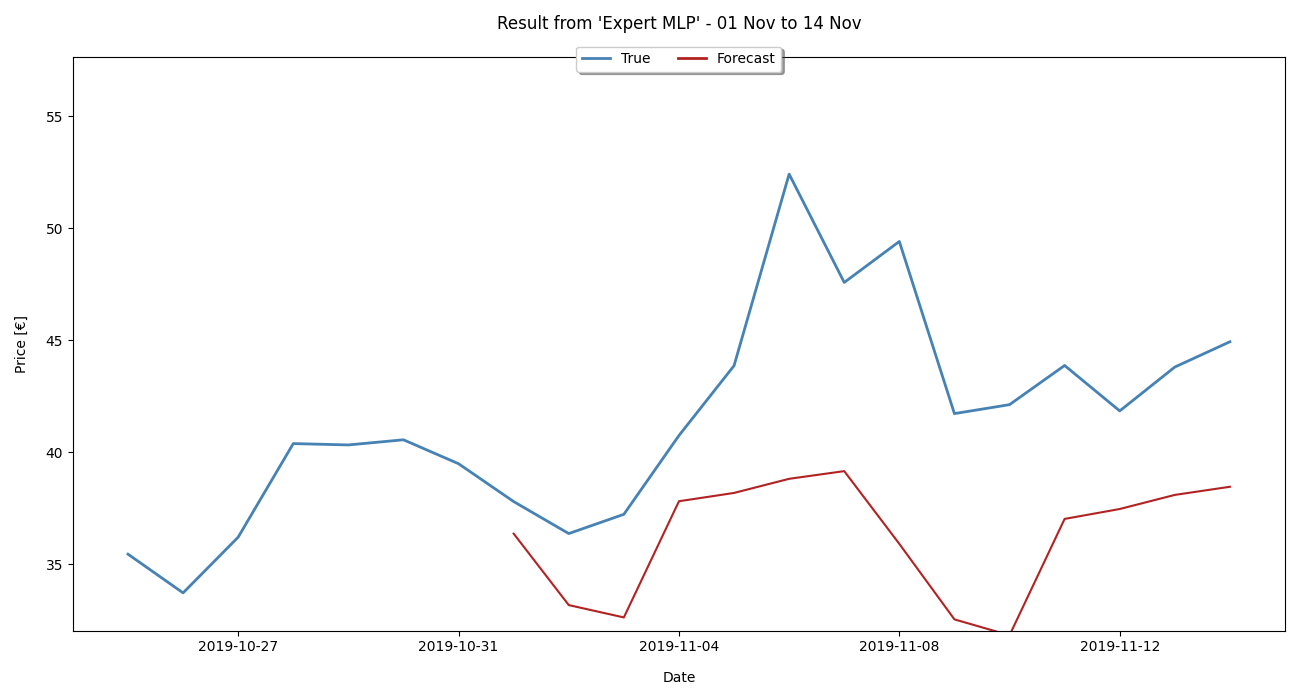 Result from 'Expert MLP' - 01 Nov to 14 Nov
True Forecast
55
50
45
40
35
Price [€]
2019-10-27 2019-10-31 2019-11-04 2019-11-08 2019-11-12
Date